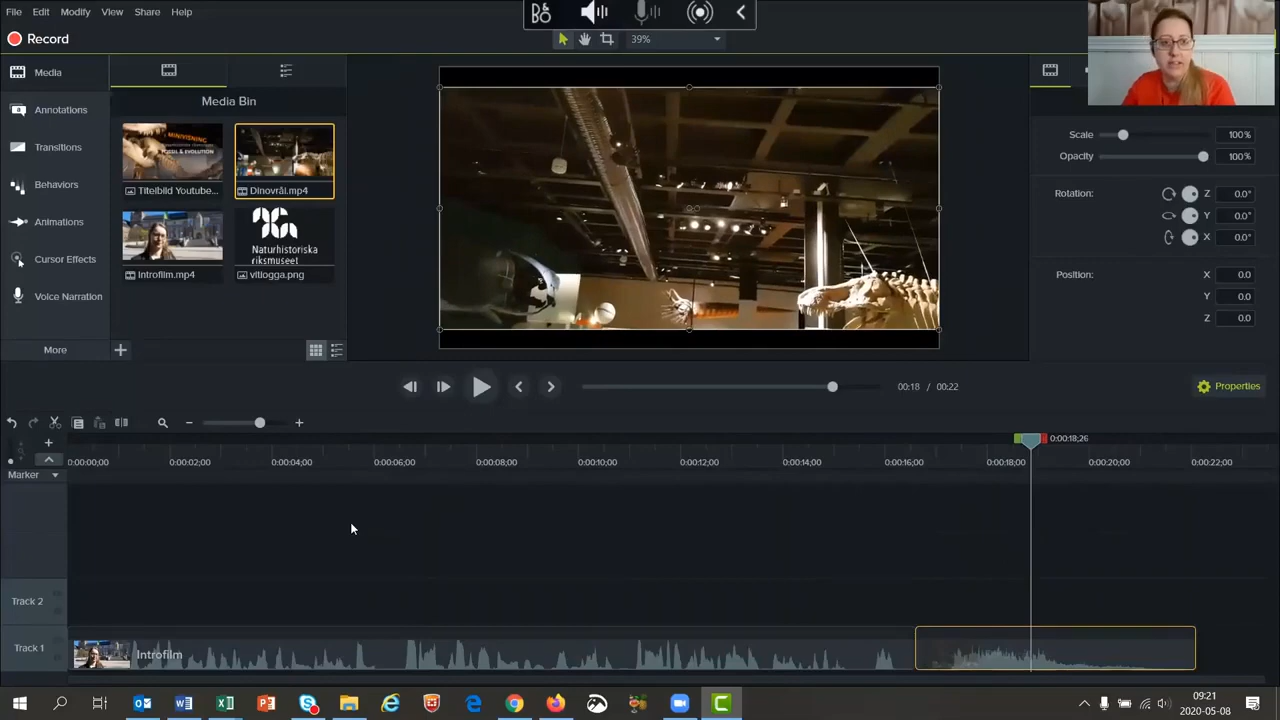 File Edit Modify View Share Help
Record
39%
Media
Annotations
Transitions
Behaviors
Animations
Cursor Effects
Voice Narration
More
Media Bin
MINIVISNING
FOSSIL & EVOLUTION
Titelbild Youtube...
Dinovrål.mp4
Introfilm.mp4
Naturhistoriska
riksmuseet
vitlogga.png
Scale 100%
Opacity 100%
Rotation: Z 0.0°
Y 0.0°
X 0.0°
Position: X 0.0
Y 0.0
Z 0.0
00:18 / 00:22
Properties
0:00:18;26
0:00:00;00 0:00:02;00 0:00:04;00 0:00:06;00 0:00:08;00 0:00:10;00 0:00:12;00 0:00:14;00 0:00:16;00 0:00:18;00 0:00:20;00 0:00:22;00
Marker
Track 2
Track 1
Introfilm
09:21
2020-05-08